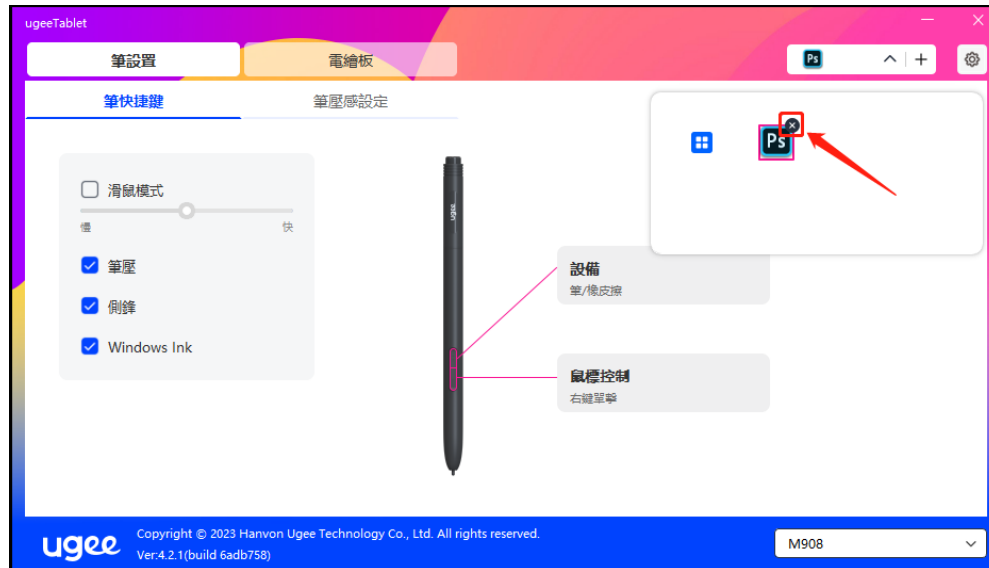 ugeeTablet
筆設置
電繪板
Ps
筆快捷鍵
筆壓感設定
Ps
滑鼠模式
慢
快
筆壓
側鋒
Windows Ink
ugee
設備
筆/橡皮擦
鼠標控制
右鍵單擊
ugee
Copyright © 2023 Hanvon Ugee Technology Co., Ltd. All rights reserved.
Ver:4.2.1(build 6adb758)
M908